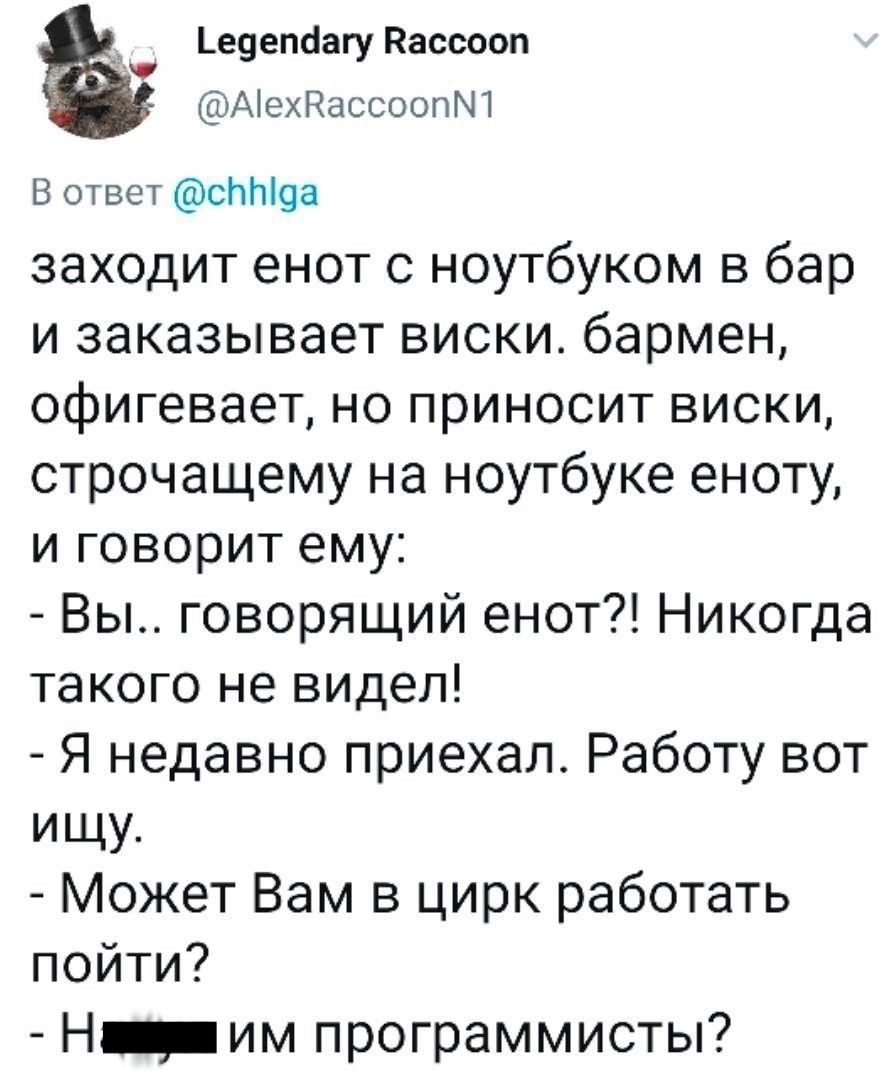 Legendary Raccoon
@AlexRaccoonN1
В ответ @chhlga
заходит енот с ноутбуком в бар
и заказывает виски. бармен,
офигевает, но приносит виски,
строчащему на ноутбуке еноту,
и говорит ему:
- Вы.. говорящий енот?! Никогда
такого не видел!
- Я недавно приехал. Работу вот
ищу.
- Может Вам в цирк работать
пойти?
- Н им программисты?